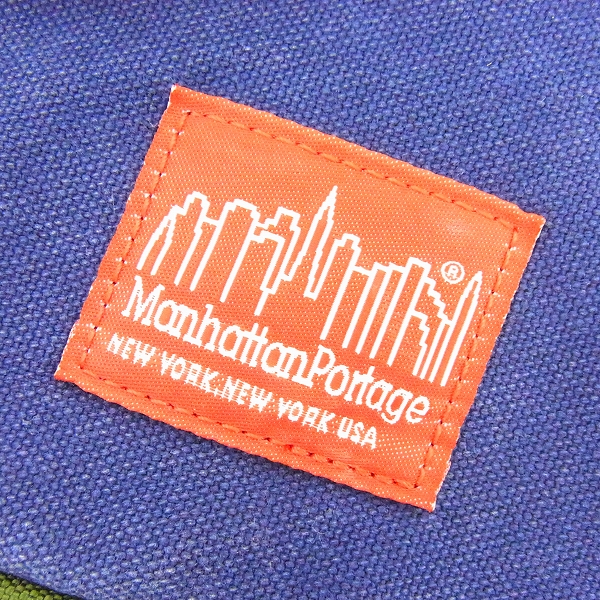 ®
ManhattanPortage
NEW YORK, NEW YORK USA